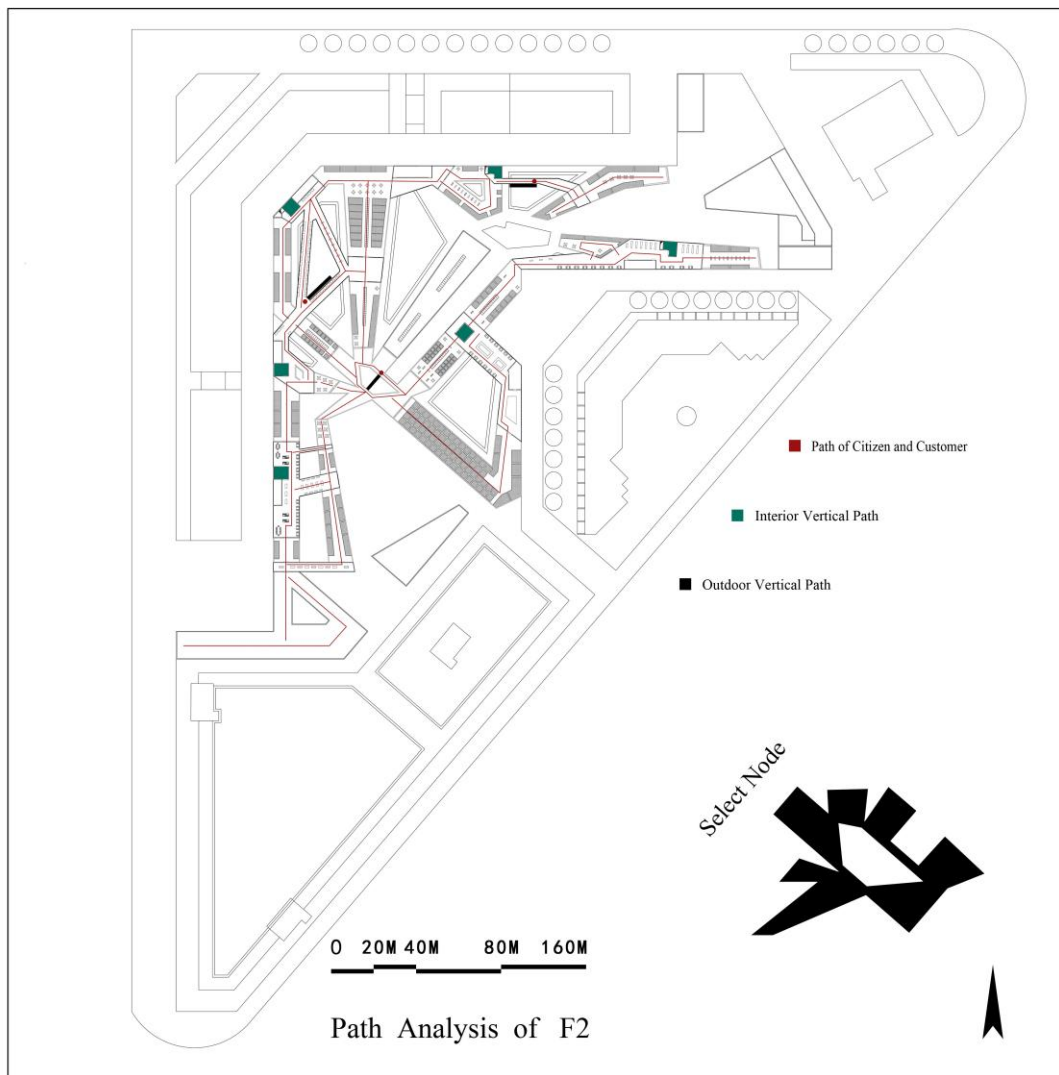 Path of Citizen and Customer
Interior Vertical Path
Outdoor Vertical Path
Select Node
0 20M 40M 80M 160M
Path Analysis of F2